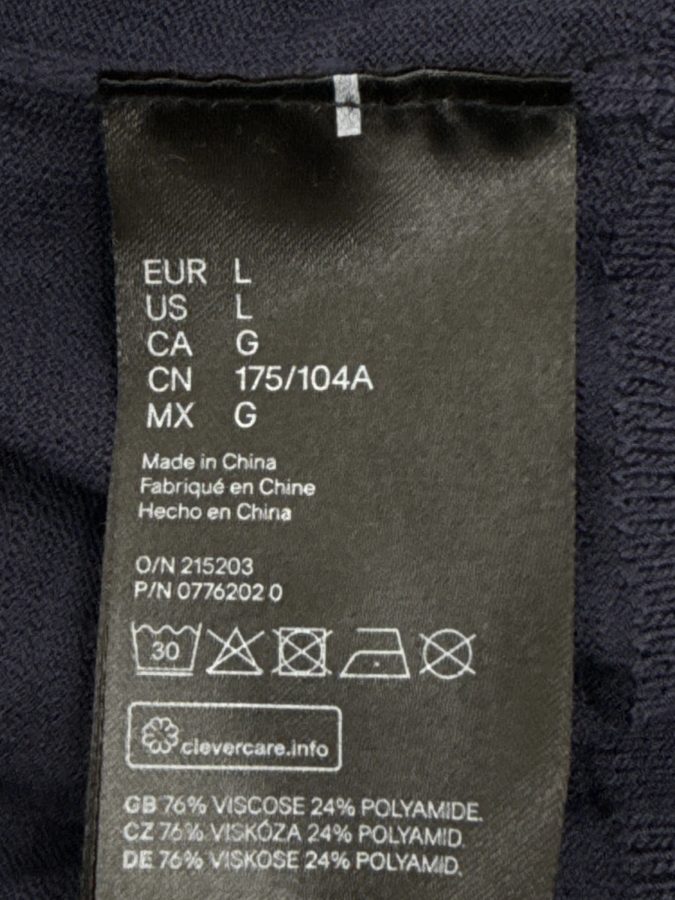 EUR L
US L
CA G
CN 175/104A
MX G
Made in China
Fabriqué en Chine
Hecho en China
O/N 215203
P/N 0776202 0
30
clevercare.info
GB 76% VISCOSE 24% POLYAMIDE.
CZ 76% VISKÓZA 24% POLYAMID.
DE 76% VISKOSE 24% POLYAMID.